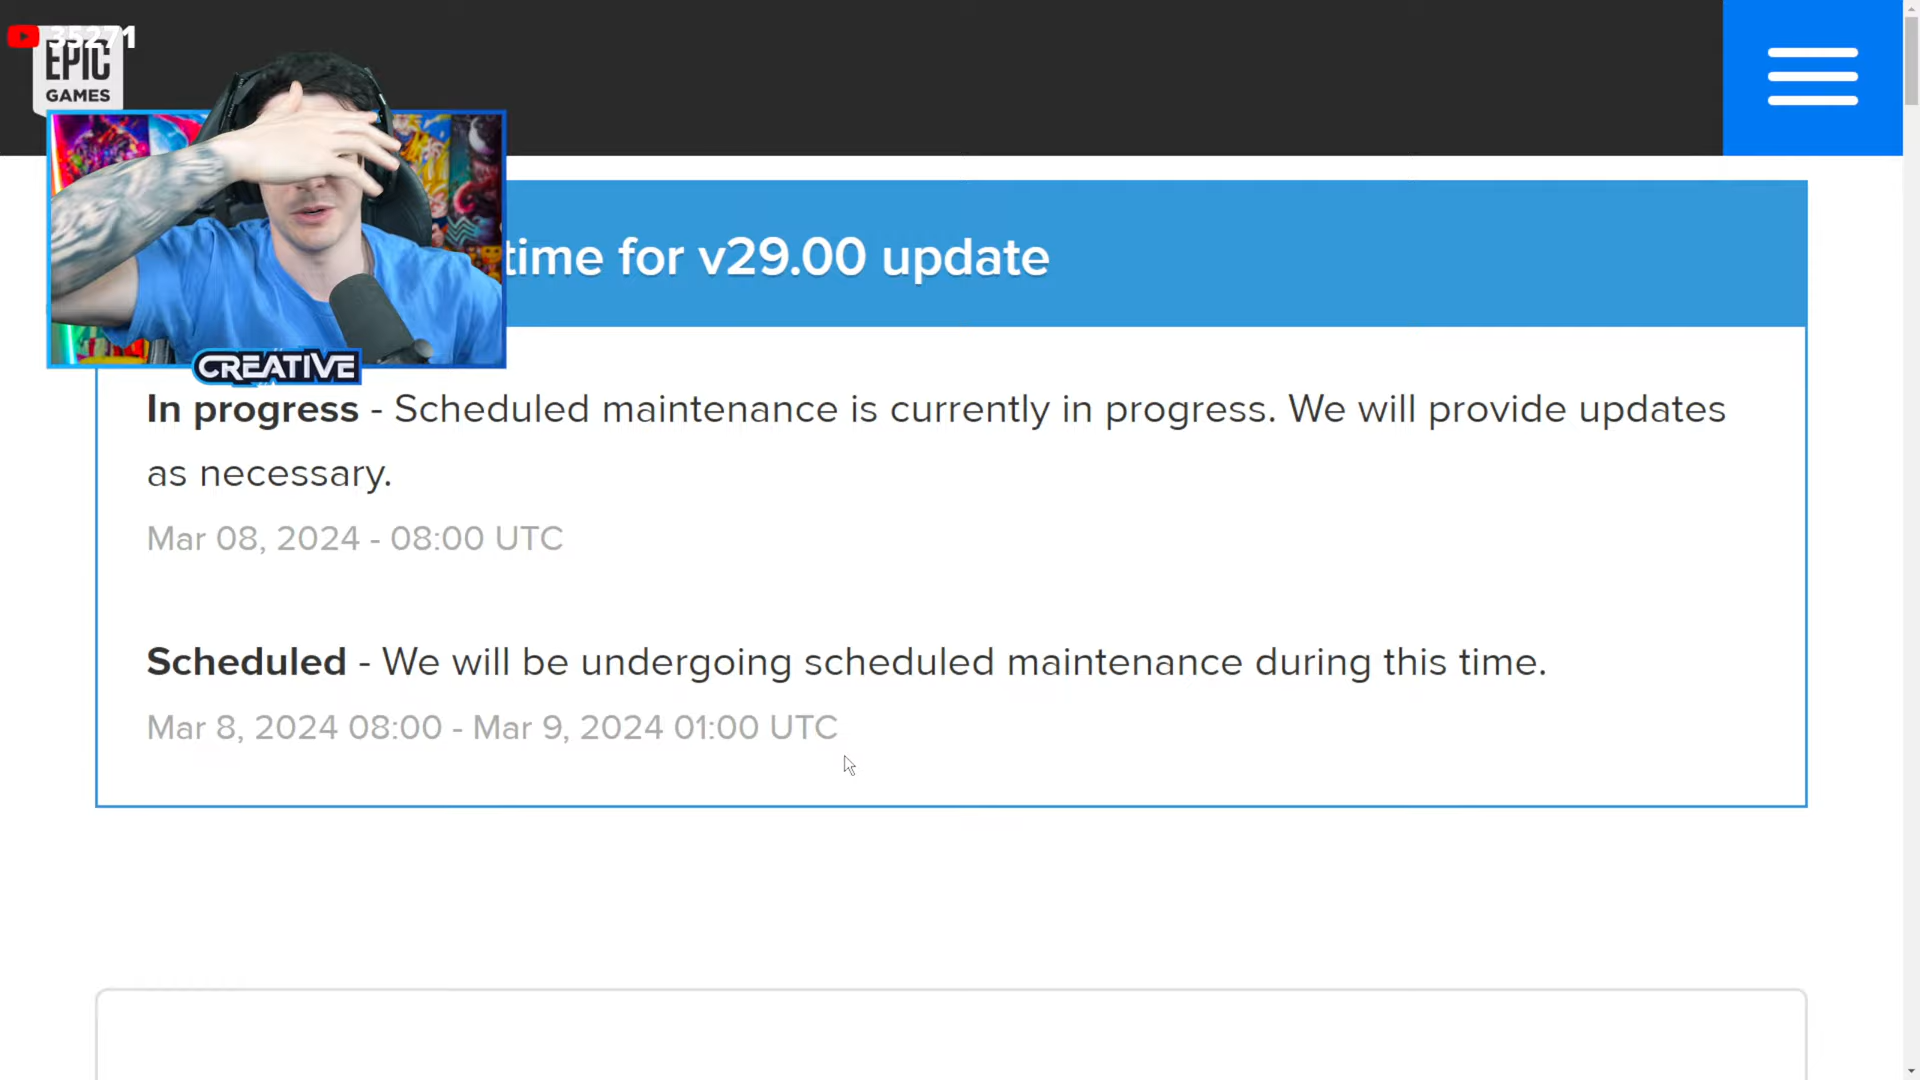 35271
EPIC
GAMES
time for v29.00 update
CREATIVE
In progress - Scheduled maintenance is currently in progress. We will provide updates
as necessary.
Mar 08, 2024 - 08:00 UTC
Scheduled - We will be undergoing scheduled maintenance during this time.
Mar 8, 2024 08:00 - Mar 9, 2024 01:00 UTC